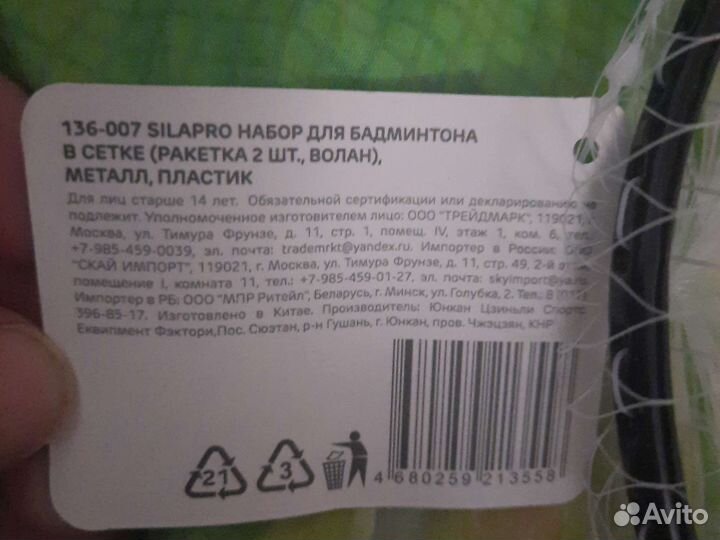 136-007 SILAPRO НАБОР ДЛЯ БАДМИНТОНА
В СЕТКЕ (РАКЕТКА 2 ШТ., ВОЛАН),
МЕТАЛЛ, ПЛАСТИК
Для лиц старше 14 лет. Обязательной сертификации или декларированию не
подлежит. Уполномоченное изготовителем лицо: ООО "ТРЕЙДМАРК", 119021, г.
Москва, ул. Тимура Фрунзе, д. 11, стр. 1, помещ. IV, этаж 1, ком. 6, тел.:
+7-985-459-0039, эл. почта: trademrkt@yandex.ru. Импортер в России: ООО
"СКАЙ ИМПОРТ", 119021, г. Москва, ул. Тимура Фрунзе, д. 11, стр. 49, 2-й этаж,
помещение I, комната 11, тел.: +7-985-459-01-27, эл. почта: skyimport@ya.ru.
Импортер в РБ: ООО "МПР Ритейл", Беларусь, г. Минск, ул. Голубка, 2. Тел.: 8
396-85-17. Изготовлено в Китае. Производитель: Юнкан Цзиньли Спортс
Еквипмент Фэктори, Пос. Сюэтан, р-н Гушань, г. Юнкан, пров. Чжэцзян, КНР
21 3
4 680259 213558
Avito